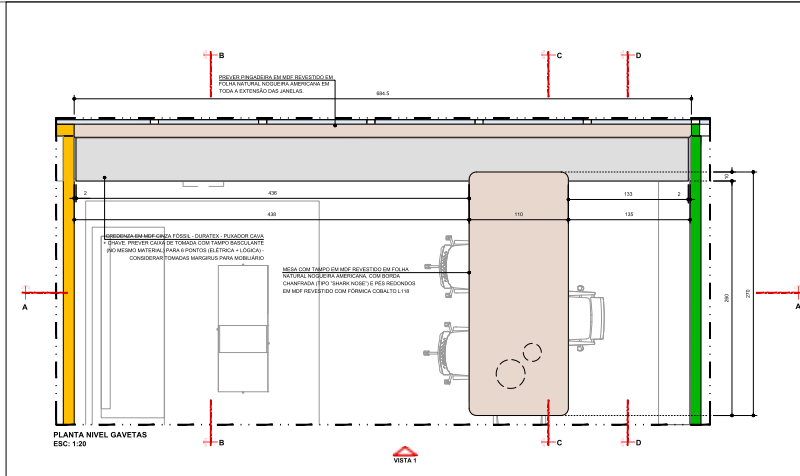 B
C
D
PREVER PINGADEIRA EM MDF REVESTIDO EM
FOLHA NATURAL NOGUEIRA AMERICANA EM
TODA A EXTENSÃO DAS JANELAS.
684.5
10
2
436
133
2
438
110
135
CREDENZA EM MDF CINZA FÓSSIL - DURATEX - PUXADOR CAVA
+ CHAVE. PREVER CAIXA DE TOMADA COM TAMPO BASCULANTE
(NO MESMO MATERIAL) PARA 6 PONTOS (ELÉTRICA + LÓGICA) -
CONSIDERAR TOMADAS MARGIRUS PARA MOBILIÁRIO
MESA COM TAMPO EM MDF REVESTIDO EM FOLHA
NATURAL NOGUEIRA AMERICANA, COM BORDA
CHANFRADA (TIPO "SHARK NOSE") E PES REDONDOS
EM MDF REVESTIDO COM FÓRMICA COBALTO L118
260
270
A
A
PLANTA NIVEL GAVETAS
ESC: 1:20
B
C
D
VISTA 1